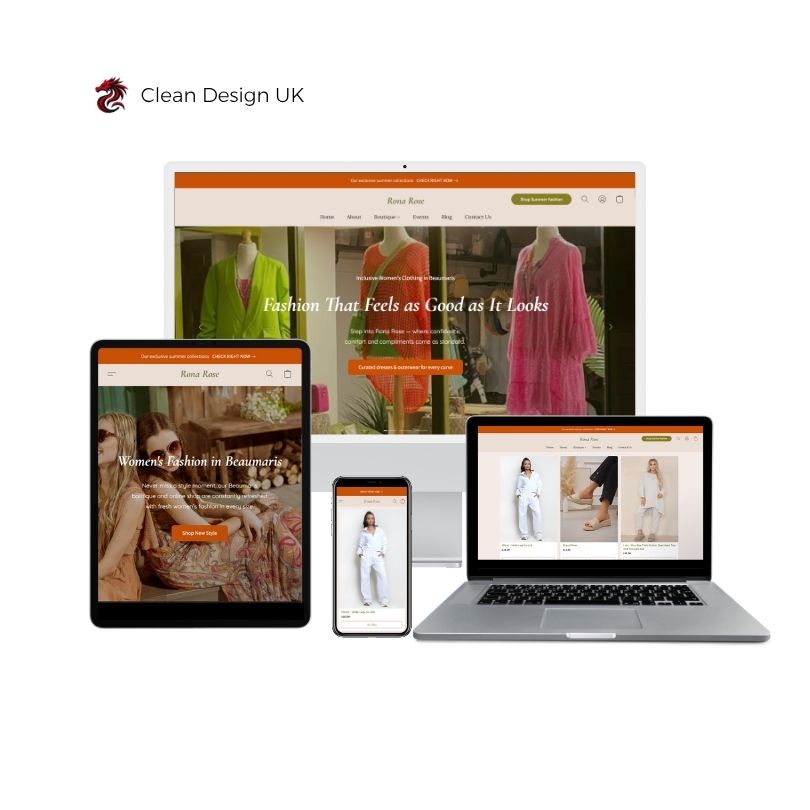 Clean Design UK
Our exclusive summer collections CHECK RIGHT NOW →
Rona Rose
Shop Summer Fashion
Home About Boutique Events Blog Contact Us
Inclusive Women's Clothing in Beaumaris
Fashion That Feels as Good as It Looks
Step into Rona Rose — where confidence,
comfort and compliments come as standard.
Curated dresses & outerwear for every curve
Our exclusive summer collections CHECK RIGHT NOW →
Rona Rose
Women's Fashion in Beaumaris
Never miss a style moment, our Beaumaris
boutique and online shop are constantly refreshed
with fresh women's fashion in every size.
Shop New Style
Rona Rose
Rona Rose
Home About Boutique Events Blog Contact Us